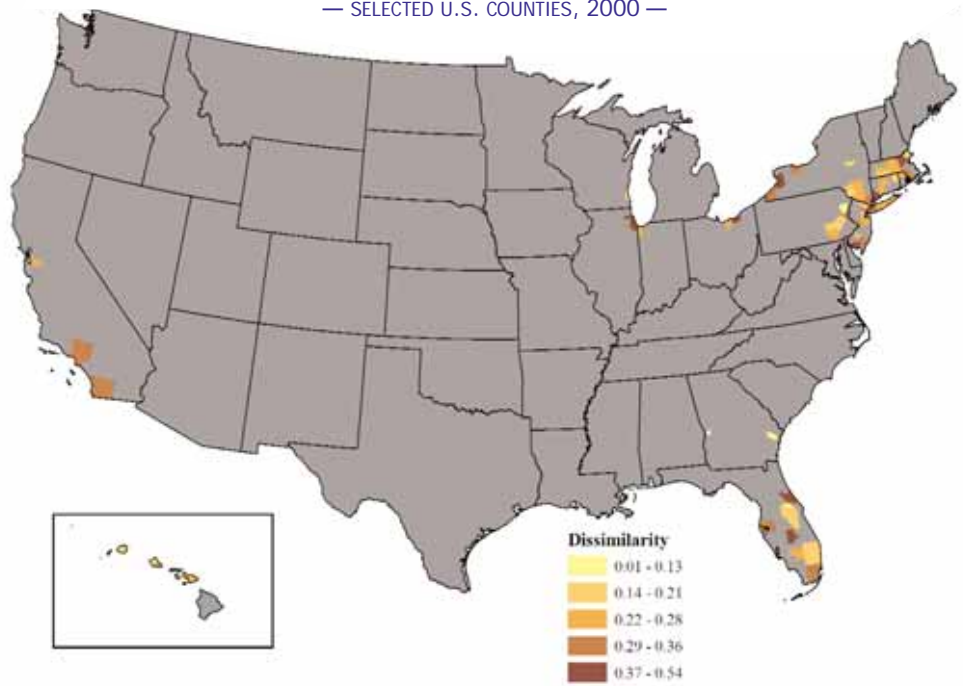 — SELECTED U.S. COUNTIES, 2000 —
Dissimilarity
0.01 - 0.13
0.14 - 0.21
0.22 - 0.28
0.29 - 0.36
0.37 - 0.54